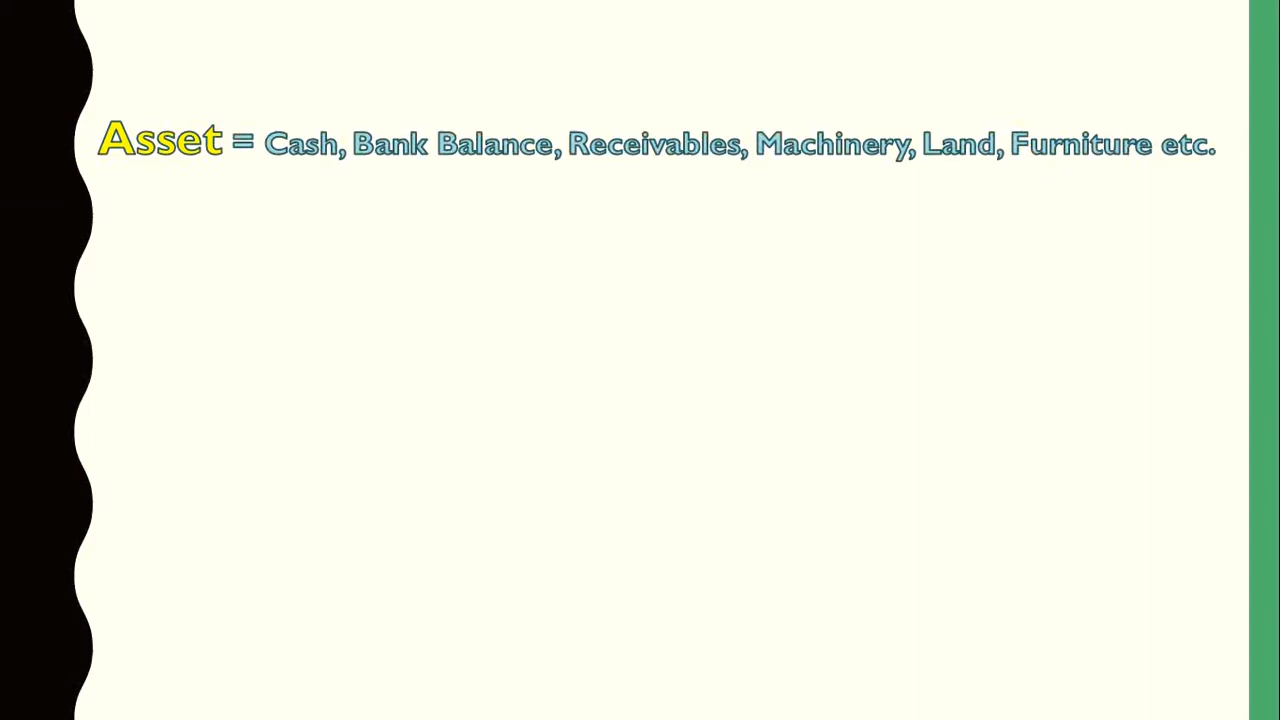 Asset = Cash, Bank Balance, Receivables, Machinery, Land, Furniture etc.